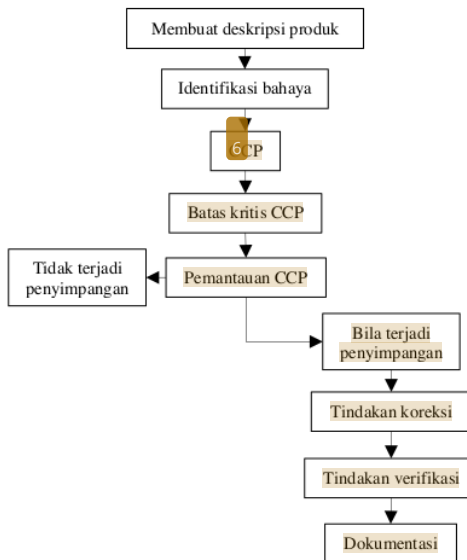 Membuat deskripsi produk
Identifikasi bahaya
6
CCP
Batas kritis CCP
Tidak terjadi
penyimpangan
Pemantauan CCP
Bila terjadi
penyimpangan
Tindakan koreksi
Tindakan verifikasi
Dokumentasi